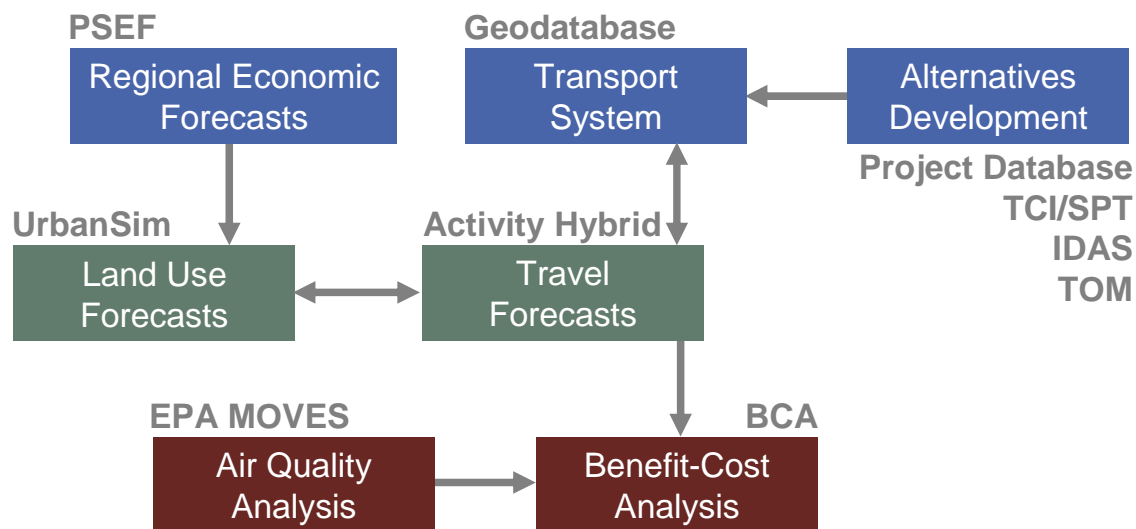 PSEF
Regional Economic
Forecasts
Geodatabase
Transport
System
Alternatives
Development
Project Database
TCI/SPT
IDAS
TOM
UrbanSim
Land Use
Forecasts
Activity Hybrid
Travel
Forecasts
EPA MOVES
Air Quality
Analysis
BCA
Benefit-Cost
Analysis